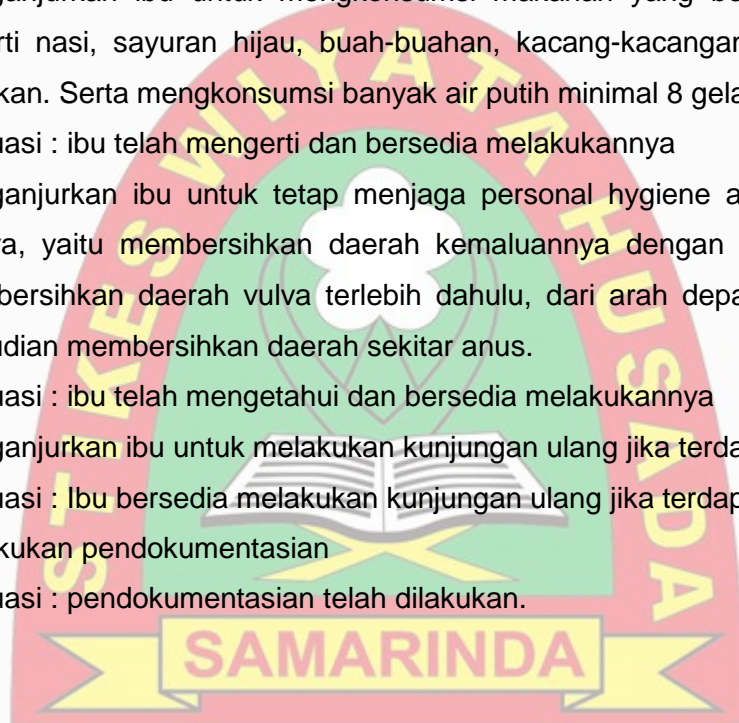 ganjurkan ibu untuk mengkonsumsi makanan yang be
rti nasi, sayuran hijau, buah-buahan, kacang-kacangan
kan. Serta mengkonsumsi banyak air putih minimal 8 gela
uasi : ibu telah mengerti dan bersedia melakukannya
ganjurkan ibu untuk tetap menjaga personal hygiene a
ra, yaitu membersihkan daerah kemaluannya dengan
bersihkan daerah vulva terlebih dahulu, dari arah depa
udian membersihkan daerah sekitar anus.
uasi : ibu telah mengetahui dan bersedia melakukannya
ganjurkan ibu untuk melakukan kunjungan ulang jika terda
uasi : Ibu bersedia melakukan kunjungan ulang jika terdap
kukan pendokumentasian
uasi : pendokumentasian telah dilakukan.
STIKES WIYATA HUSADA
SAMARINDA